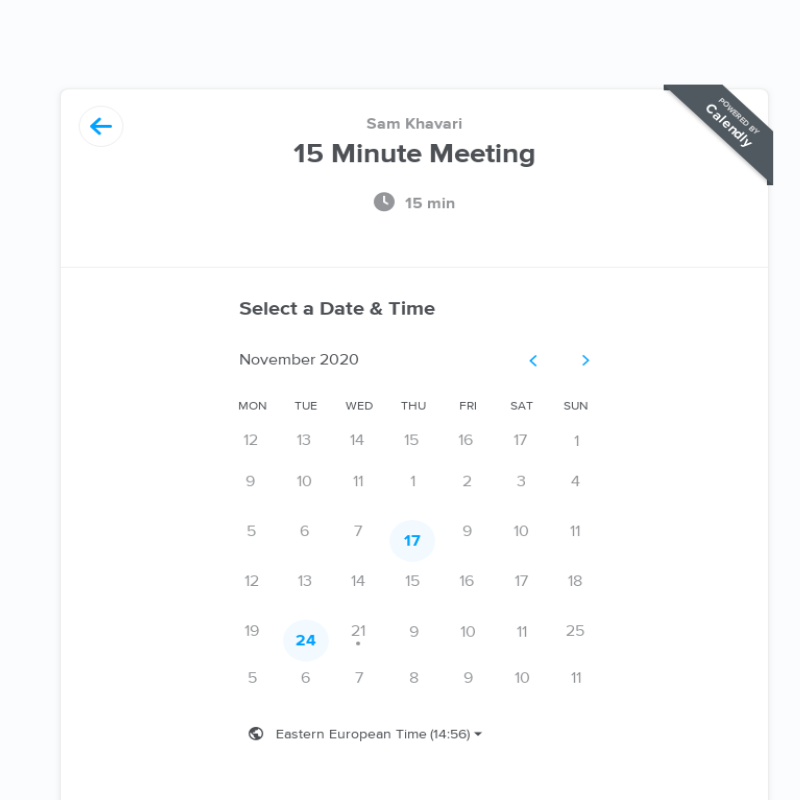 POWERED BY
Calendly
Sam Khavari
15 Minute Meeting
15 min
Select a Date & Time
November 2020
MON TUE WED THU FRI SAT SUN
12 13 14 15 16 17 1
9 10 11 1 2 3 4
5 6 7 17 9 10 11
12 13 14 15 16 17 18
19 24 21 9 10 11 25
5 6 7 8 9 10 11
Eastern European Time (14:56)